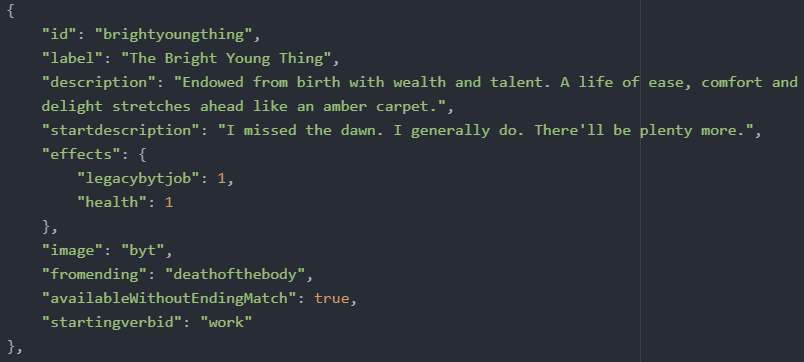 {
    "id": "brightyoungthing",
    "label": "The Bright Young Thing",
    "description": "Endowed from birth with wealth and talent. A life of ease, comfort and
    delight stretches ahead like an amber carpet.",
    "startdescription": "I missed the dawn. I generally do. There'll be plenty more.",
    "effects": {
        "legacybytjob": 1,
        "health": 1
    },
    "image": "byt",
    "fromending": "deathofthebody",
    "availableWithoutEndingMatch": true,
    "startingverbid": "work"
},